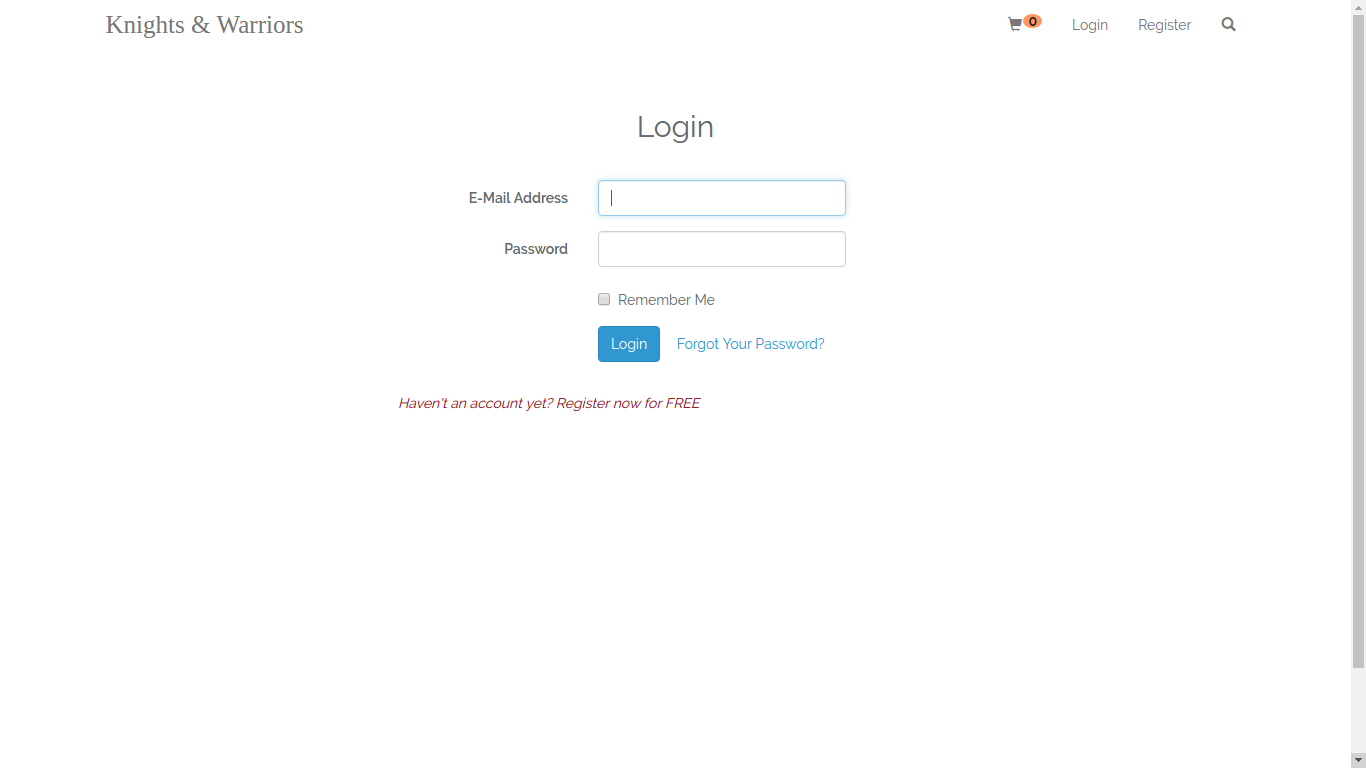 Knights & Warriors
0
Login
Register
Login
E-Mail Address
Password
Remember Me
Login
Forgot Your Password?
Haven't an account yet? Register now for FREE